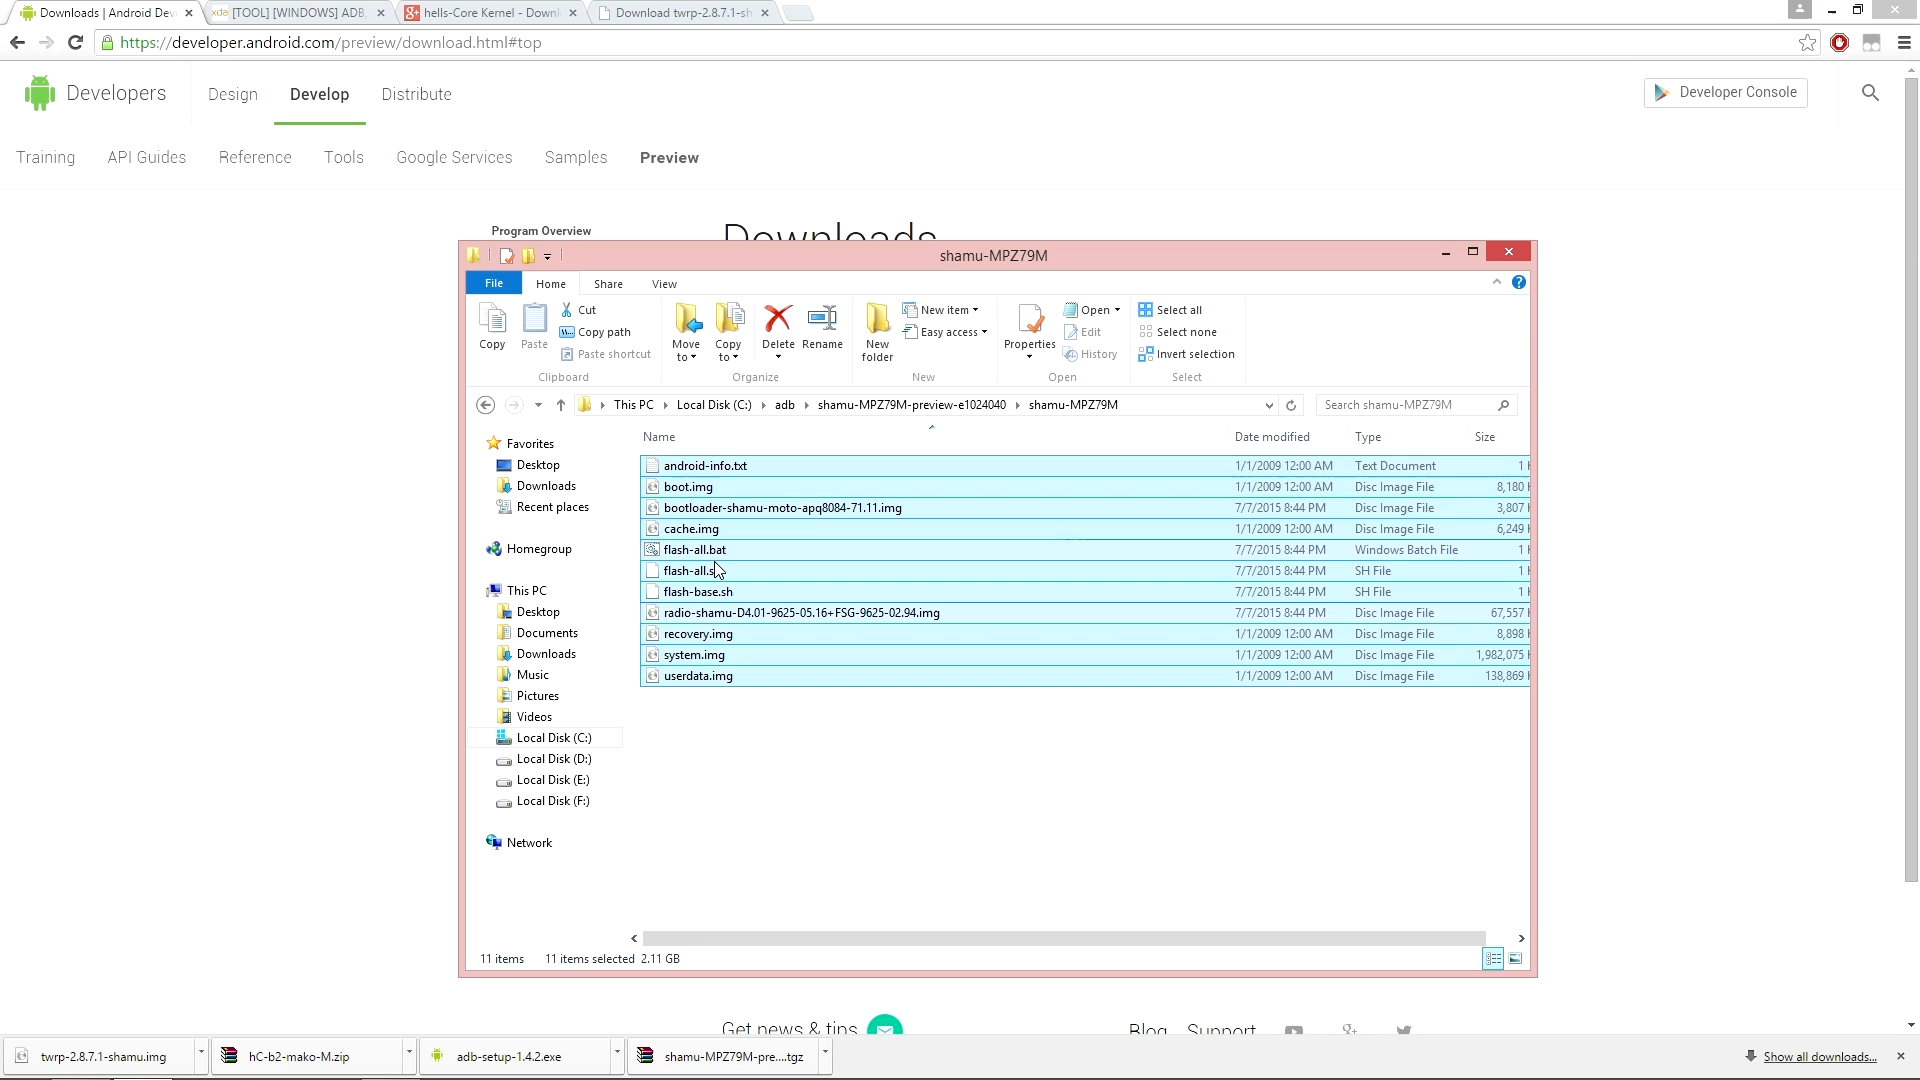 Downloads | Android Dev
[TOOL] [WINDOWS] ADB,
hells-Core Kernel - Downl
Download twrp-2.8.7.1-sh
https://developer.android.com/preview/download.html#top
Developers
Design
Develop
Distribute
Developer Console
Training
API Guides
Reference
Tools
Google Services
Samples
Preview
Program Overview
Downloads
shamu-MPZ79M
File
Home
Share
View
Copy
Paste
Cut
Copy path
Paste shortcut
Clipboard
Move to
Copy to
Delete
Rename
Organize
New folder
New item
Easy access
New
Properties
Open
Edit
History
Open
Select all
Select none
Invert selection
Select
This PC
Local Disk (C:)
adb
shamu-MPZ79M-preview-e1024040
shamu-MPZ79M
Search shamu-MPZ79M
Favorites
Desktop
Downloads
Recent places
Homegroup
This PC
Desktop
Documents
Downloads
Music
Pictures
Videos
Local Disk (C:)
Local Disk (D:)
Local Disk (E:)
Local Disk (F:)
Network
Name Date modified Type Size
android-info.txt 1/1/2009 12:00 AM Text Document 1 K
boot.img 1/1/2009 12:00 AM Disc Image File 8,180 K
bootloader-shamu-moto-apq8084-71.11.img 7/7/2015 8:44 PM Disc Image File 3,807 K
cache.img 1/1/2009 12:00 AM Disc Image File 6,249 K
flash-all.bat 7/7/2015 8:44 PM Windows Batch File 1 K
flash-all.s 7/7/2015 8:44 PM SH File 1 K
flash-base.sh 7/7/2015 8:44 PM SH File 1 K
radio-shamu-D4.01-9625-05.16+FSG-9625-02.94.img 7/7/2015 8:44 PM Disc Image File 67,557 K
recovery.img 1/1/2009 12:00 AM Disc Image File 8,898 K
system.img 1/1/2009 12:00 AM Disc Image File 1,982,075 K
userdata.img 1/1/2009 12:00 AM Disc Image File 138,869 K
11 items 11 items selected 2.11 GB
Get news & tips
Blog
Support
twrp-2.8.7.1-shamu.img
hC-b2-mako-M.zip
adb-setup-1.4.2.exe
shamu-MPZ79M-pre....tgz
Show all downloads...